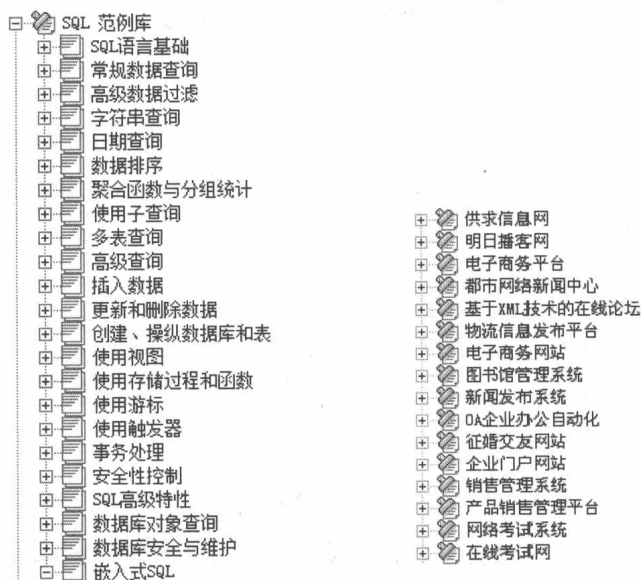 SQL 范例库
SQL语言基础
常规数据查询
高级数据过滤
字符串查询
日期查询
数据排序
聚合函数与分组统计
使用子查询
多表查询
高级查询
插入数据
更新和删除数据
创建、操纵数据库和表
使用视图
使用存储过程和函数
使用游标
使用触发器
事务处理
安全性控制
SQL高级特性
数据库对象查询
数据库安全与维护
嵌入式SQL
供求信息网
明日播客网
电子商务平台
都市网络新闻中心
基于XML技术的在线论坛
物流信息发布平台
电子商务网站
图书馆管理系统
新闻发布系统
OA企业办公自动化
征婚交友网站
企业门户网站
销售管理系统
产品销售管理平台
网络考试系统
在线考试网